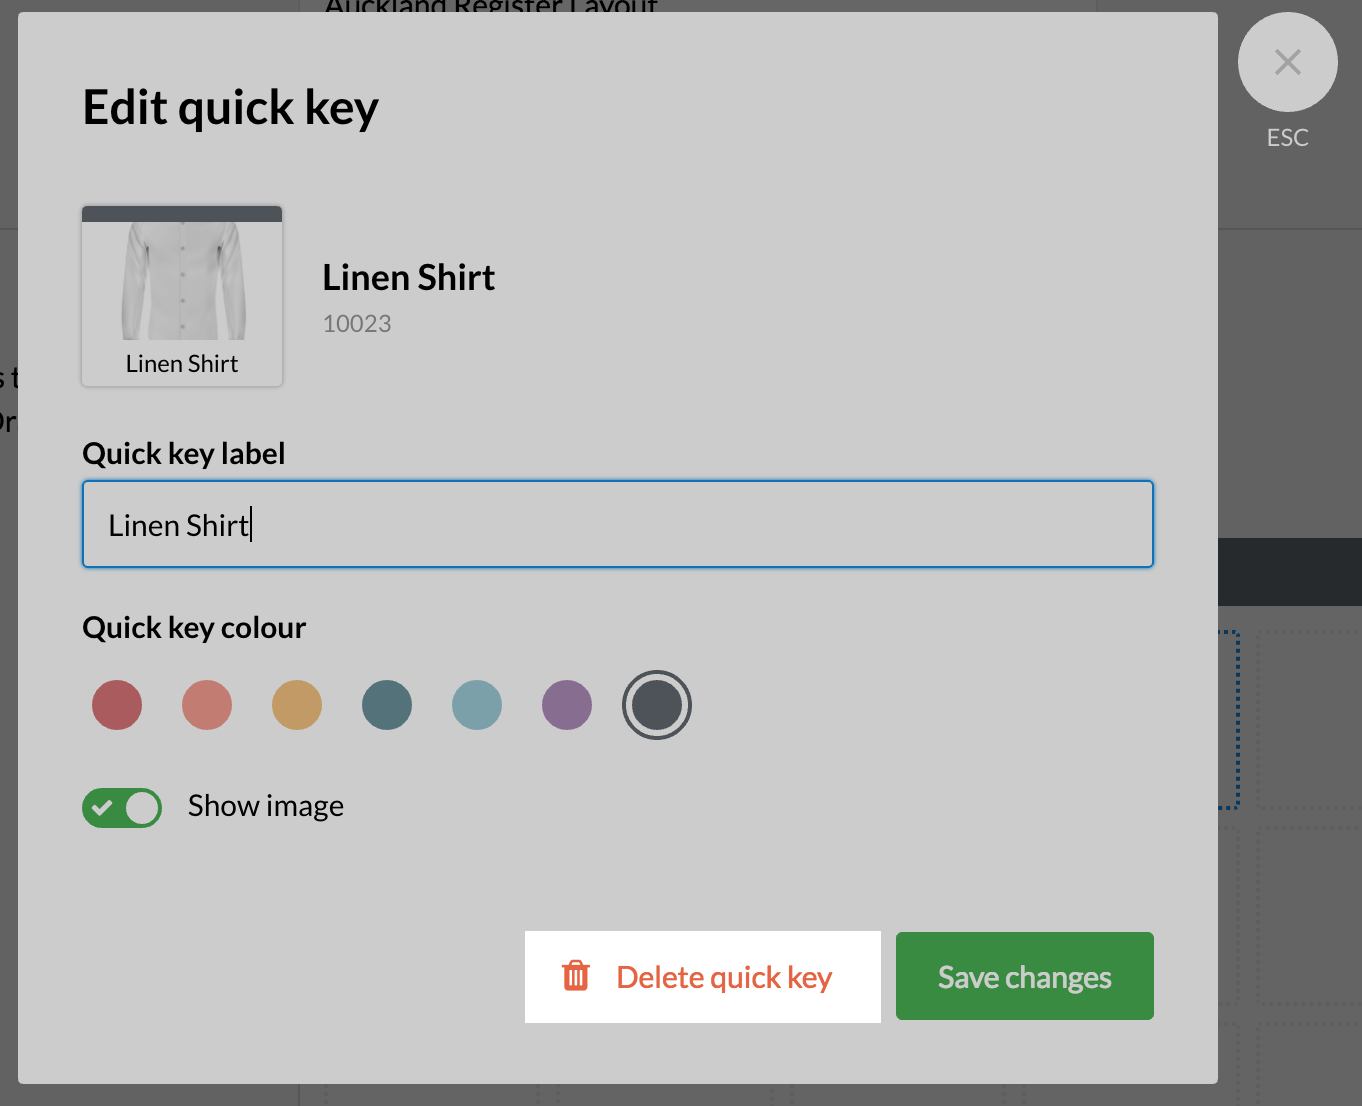 Auckland Register Layout
Edit quick key
ESC
Linen Shirt
10023
Linen Shirt
Quick key label
Linen Shirt
Quick key colour
Show image
Delete quick key
Save changes